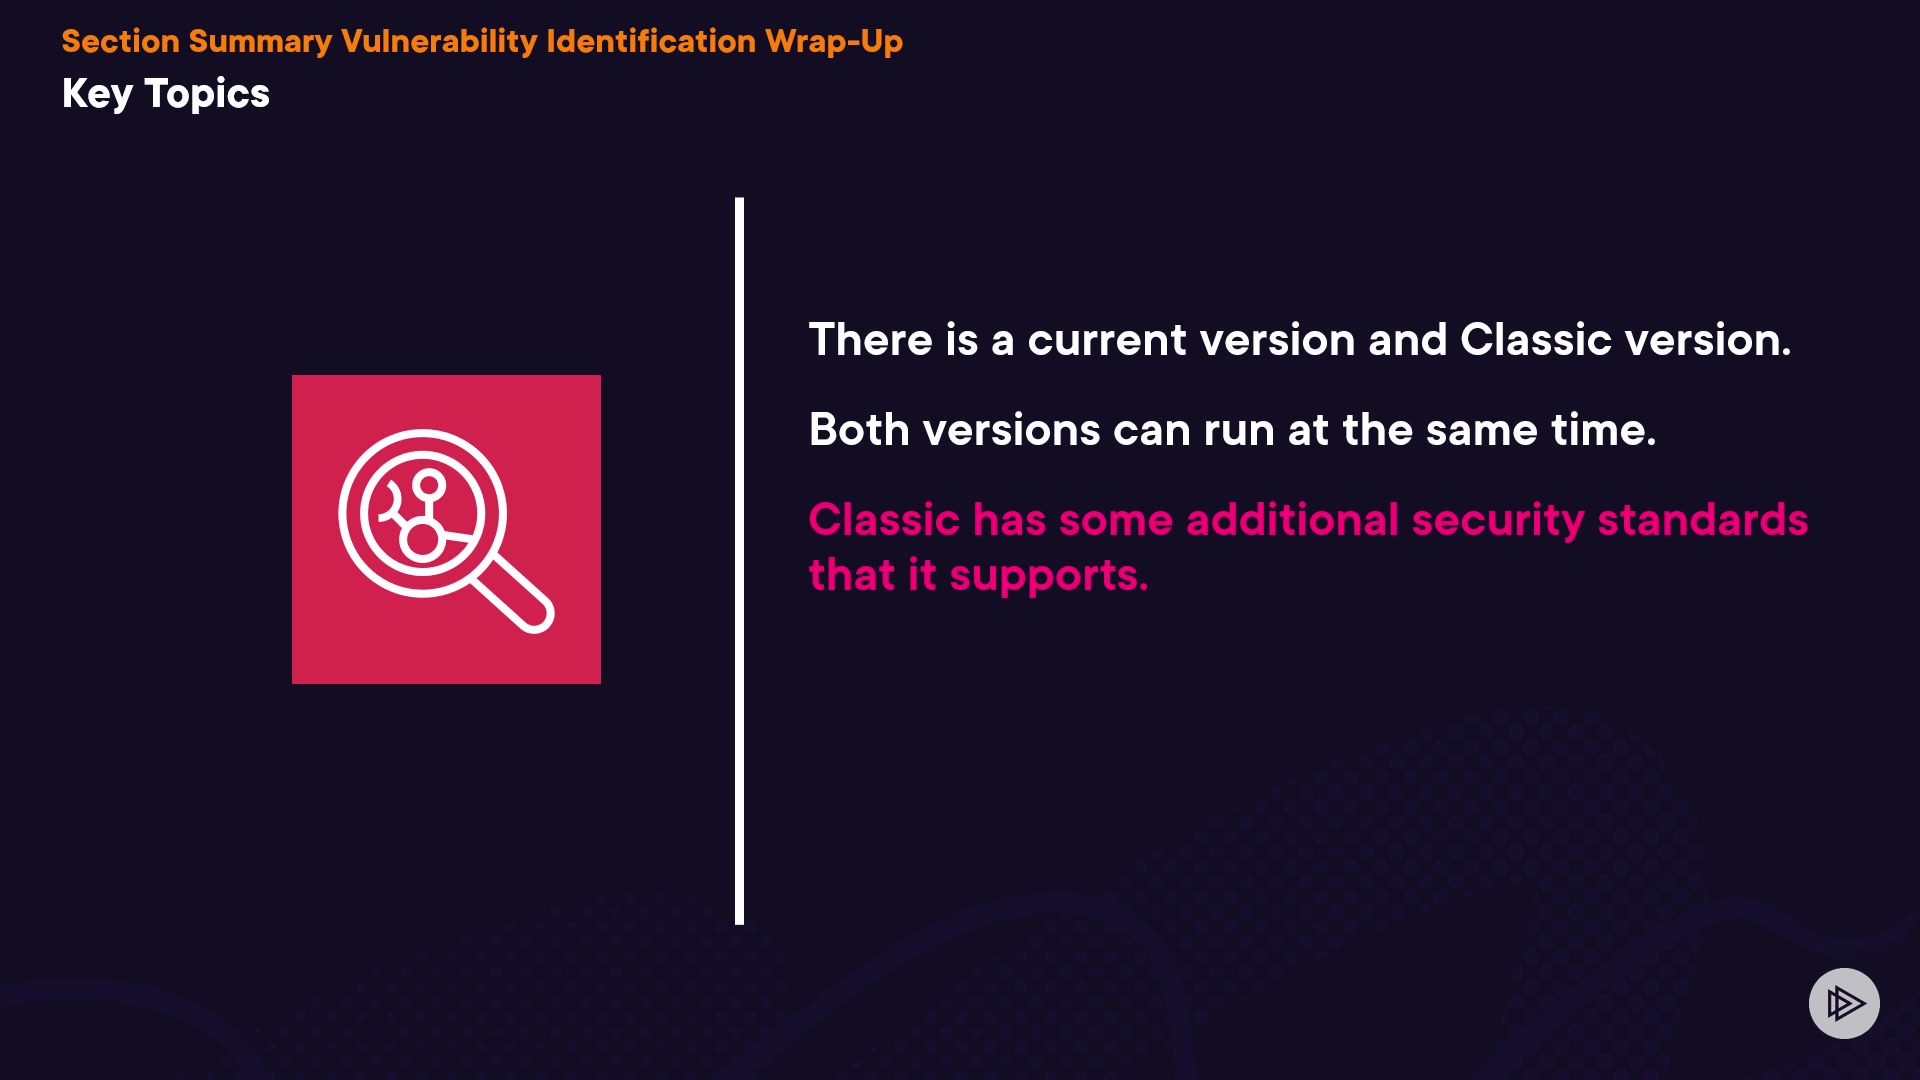 Section Summary Vulnerability Identification Wrap-Up
Key Topics
There is a current version and Classic version.
Both versions can run at the same time.
Classic has some additional security standards
that it supports.